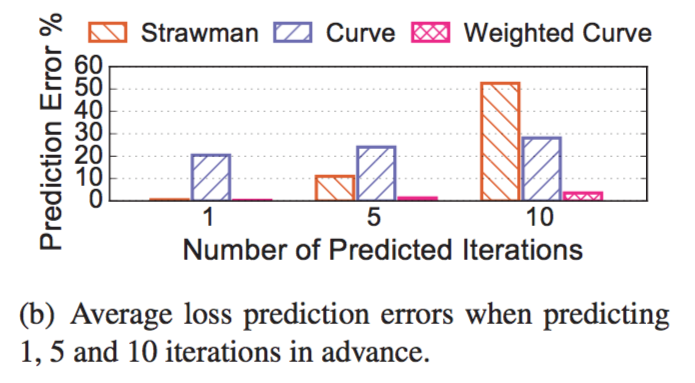 Strawman Curve Weighted Curve
Prediction Error %
60
50
40
30
20
10
0
1 5 10
Number of Predicted Iterations
(b) Average loss prediction errors when predicting
1, 5 and 10 iterations in advance.